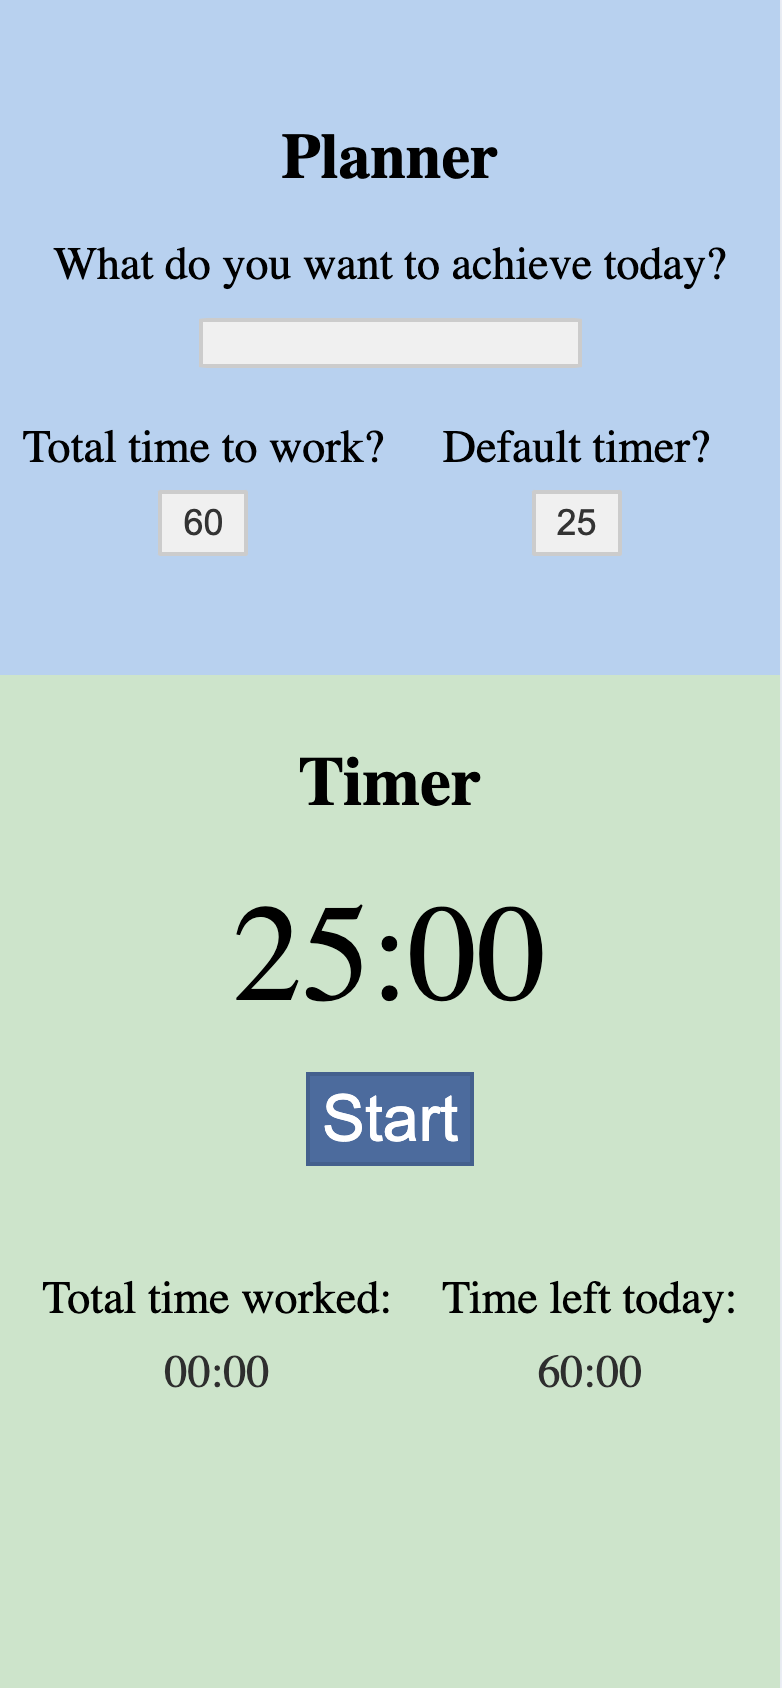 Planner
What do you want to achieve today?
Total time to work? Default timer?
60 25
Timer
25:00
Start
Total time worked: Time left today:
00:00 60:00